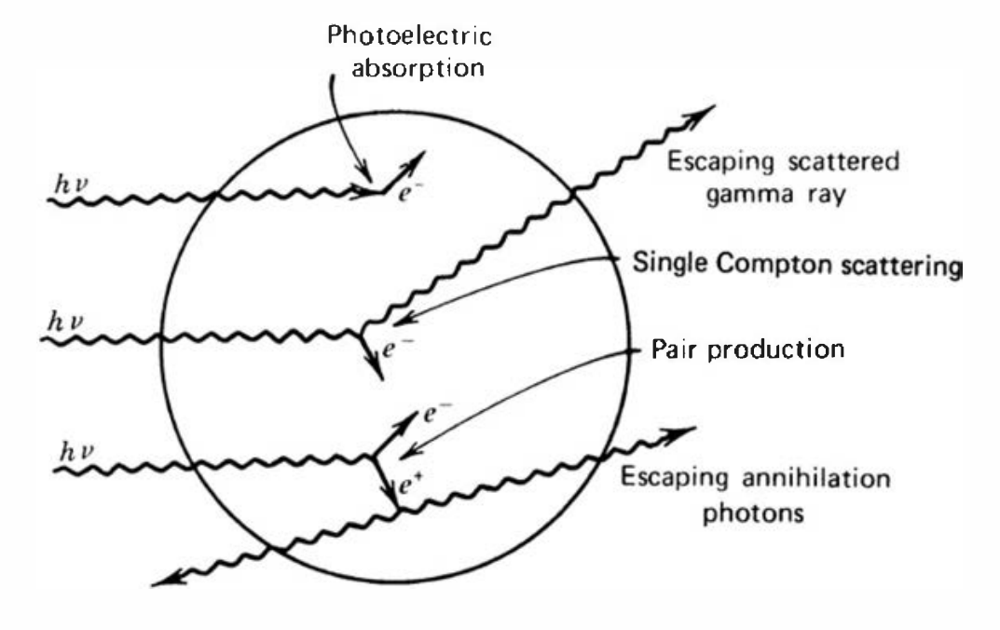 Photoelectric
absorption
hν
e⁻
Escaping scattered
gamma ray
Single Compton scattering
hν
e⁻
Pair production
e⁻
hν
e⁺
Escaping annihilation
photons